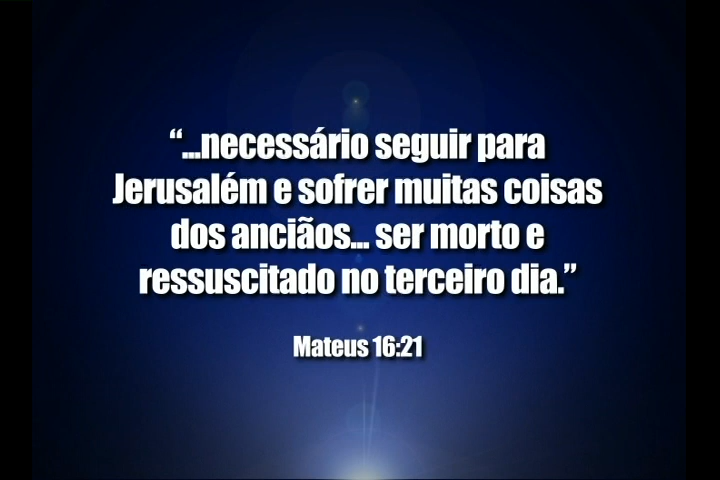 “...necessário seguir para
Jerusalém e sofrer muitas coisas
dos anciãos... ser morto e
ressuscitado no terceiro dia.”
Mateus 16:21